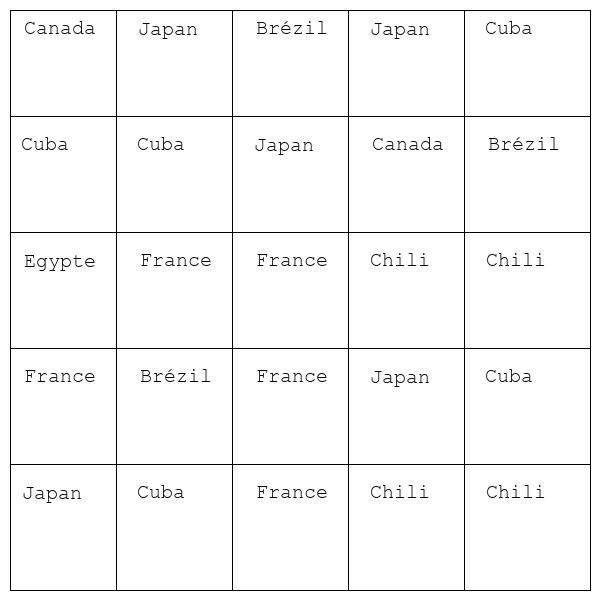 Canada Japan Brézil Japan Cuba
Cuba Cuba Japan Canada Brézil
Egypte France France Chili Chili
France Brézil France Japan Cuba
Japan Cuba France Chili Chili